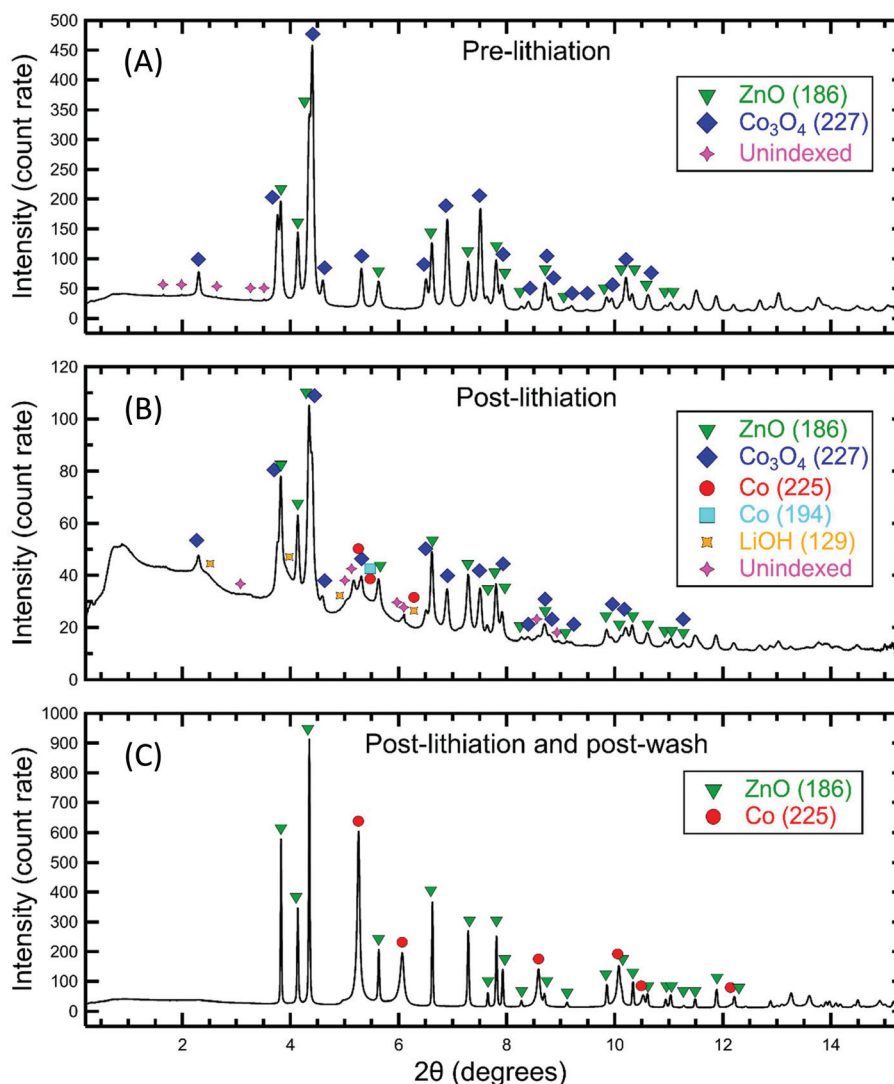 (A)
Pre-lithiation
Intensity (count rate)
500
450
400
350
300
250
200
150
100
50
0
ZnO (186)
Co₃O₄ (227)
Unindexed
(B)
Post-lithiation
Intensity (count rate)
120
100
80
60
40
20
0
ZnO (186)
Co₃O₄ (227)
Co (225)
Co (194)
LiOH (129)
Unindexed
(C)
Post-lithiation and post-wash
Intensity (count rate)
1000
900
800
700
600
500
400
300
200
100
0
ZnO (186)
Co (225)
2 4 6 8 10 12 14
2θ (degrees)